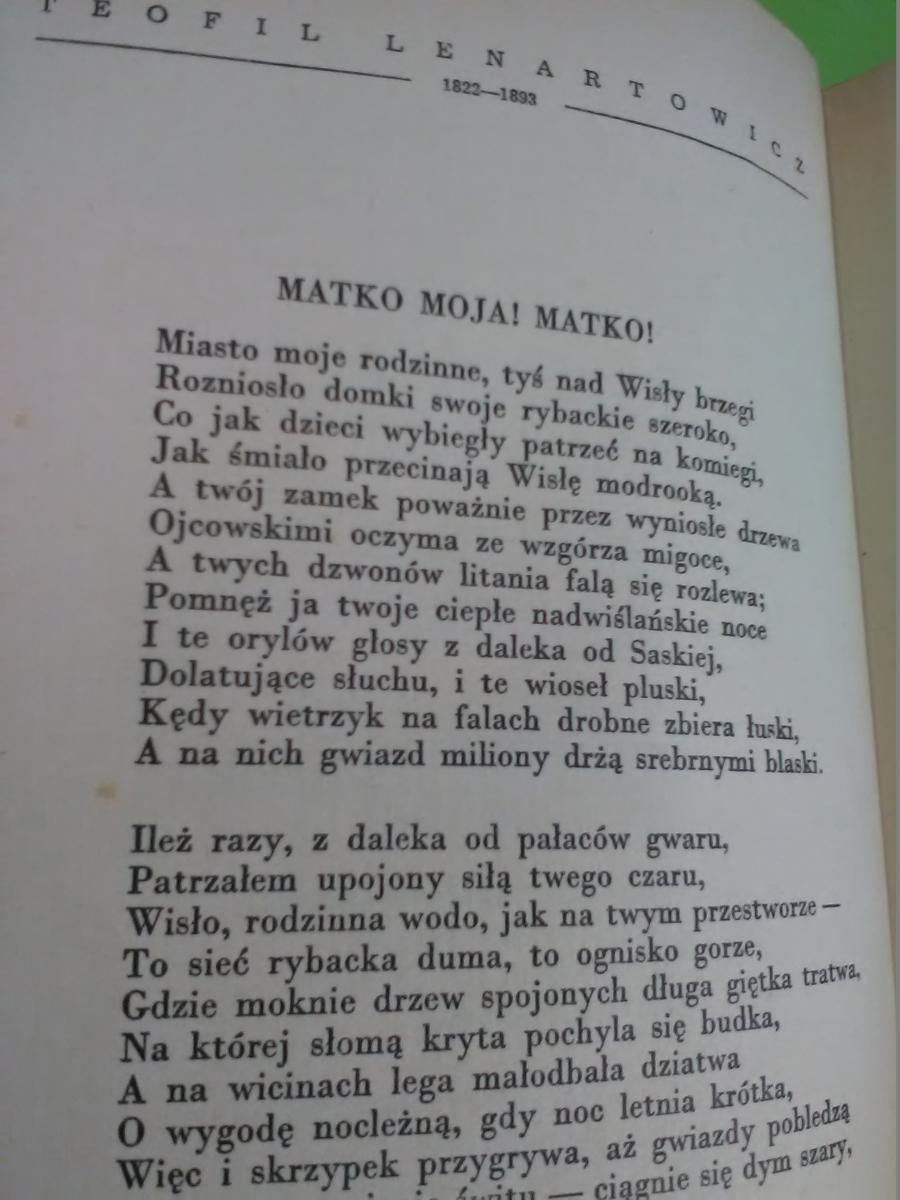 TEOFIL LENARTOWICZ
1822—1893
MATKO MOJA! MATKO!
Miasto moje rodzinne, tyś nad Wisły brzegi
Rozniosło domki swoje rybackie szeroko,
Co jak dzieci wybiegły patrzeć na komiegi,
Jak śmiało przecinają Wisłę modrooką.
A twój zamek poważnie przez wyniosłe drzewa
Ojcowskimi oczyma ze wzgórza migoce,
A twych dzwonów litania falą się rozlewa;
Pomnęż ja twoje ciepłe nadwiślańskie noce
I te orylów głosy z daleka od Saskiej,
Dolatujące słuchu, i te wioseł pluski,
Kędy wietrzyk na falach drobne zbiera łuski,
A na nich gwiazd miliony drżą srebrnymi blaski.
Ileż razy, z daleka od pałaców gwaru,
Patrzałem upojony siłą twego czaru,
Wisło, rodzinna wodo, jak na twym przestworze —
To sieć rybacka duma, to ognisko gorze,
Gdzie moknie drzew spojonych długa giętka tratwa,
Na której słomą kryta pochyla się budka,
A na wicinach lega małodbała dziatwa
O wygodę nocleżną, gdy noc letnia krótka,
Więc i skrzypek przygrywa, aż gwiazdy pobledzą
świtu — ciągnie się dym szary,